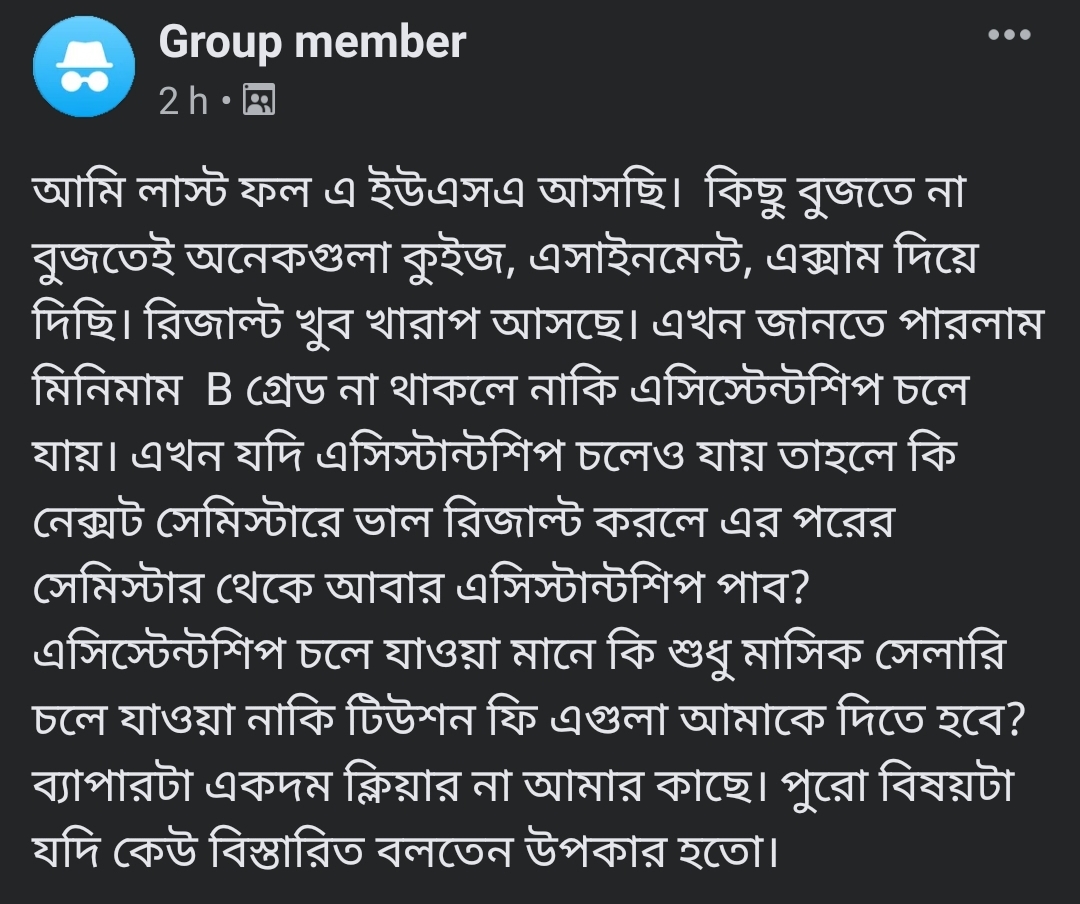 Group member
2 h •
আমি লাস্ট ফল এ ইউএসএ আসছি। কিছু বুজতে না
বুজতেই অনেকগুলা কুইজ, এসাইনমেন্ট, এক্সাম দিয়ে
দিছি। রিজাল্ট খুব খারাপ আসছে। এখন জানতে পারলাম
মিনিমাম B গ্রেড না থাকলে নাকি এসিস্টেন্টশিপ চলে
যায়। এখন যদি এসিস্টান্টশিপ চলেও যায় তাহলে কি
নেক্সট সেমিস্টারে ভাল রিজাল্ট করলে এর পরের
সেমিস্টার থেকে আবার এসিস্টান্টশিপ পাব?
এসিস্টেন্টশিপ চলে যাওয়া মানে কি শুধু মাসিক সেলারি
চলে যাওয়া নাকি টিউশন ফি এগুলা আমাকে দিতে হবে?
ব্যাপারটা একদম ক্লিয়ার না আমার কাছে। পুরো বিষয়টা
যদি কেউ বিস্তারিত বলতেন উপকার হতো।